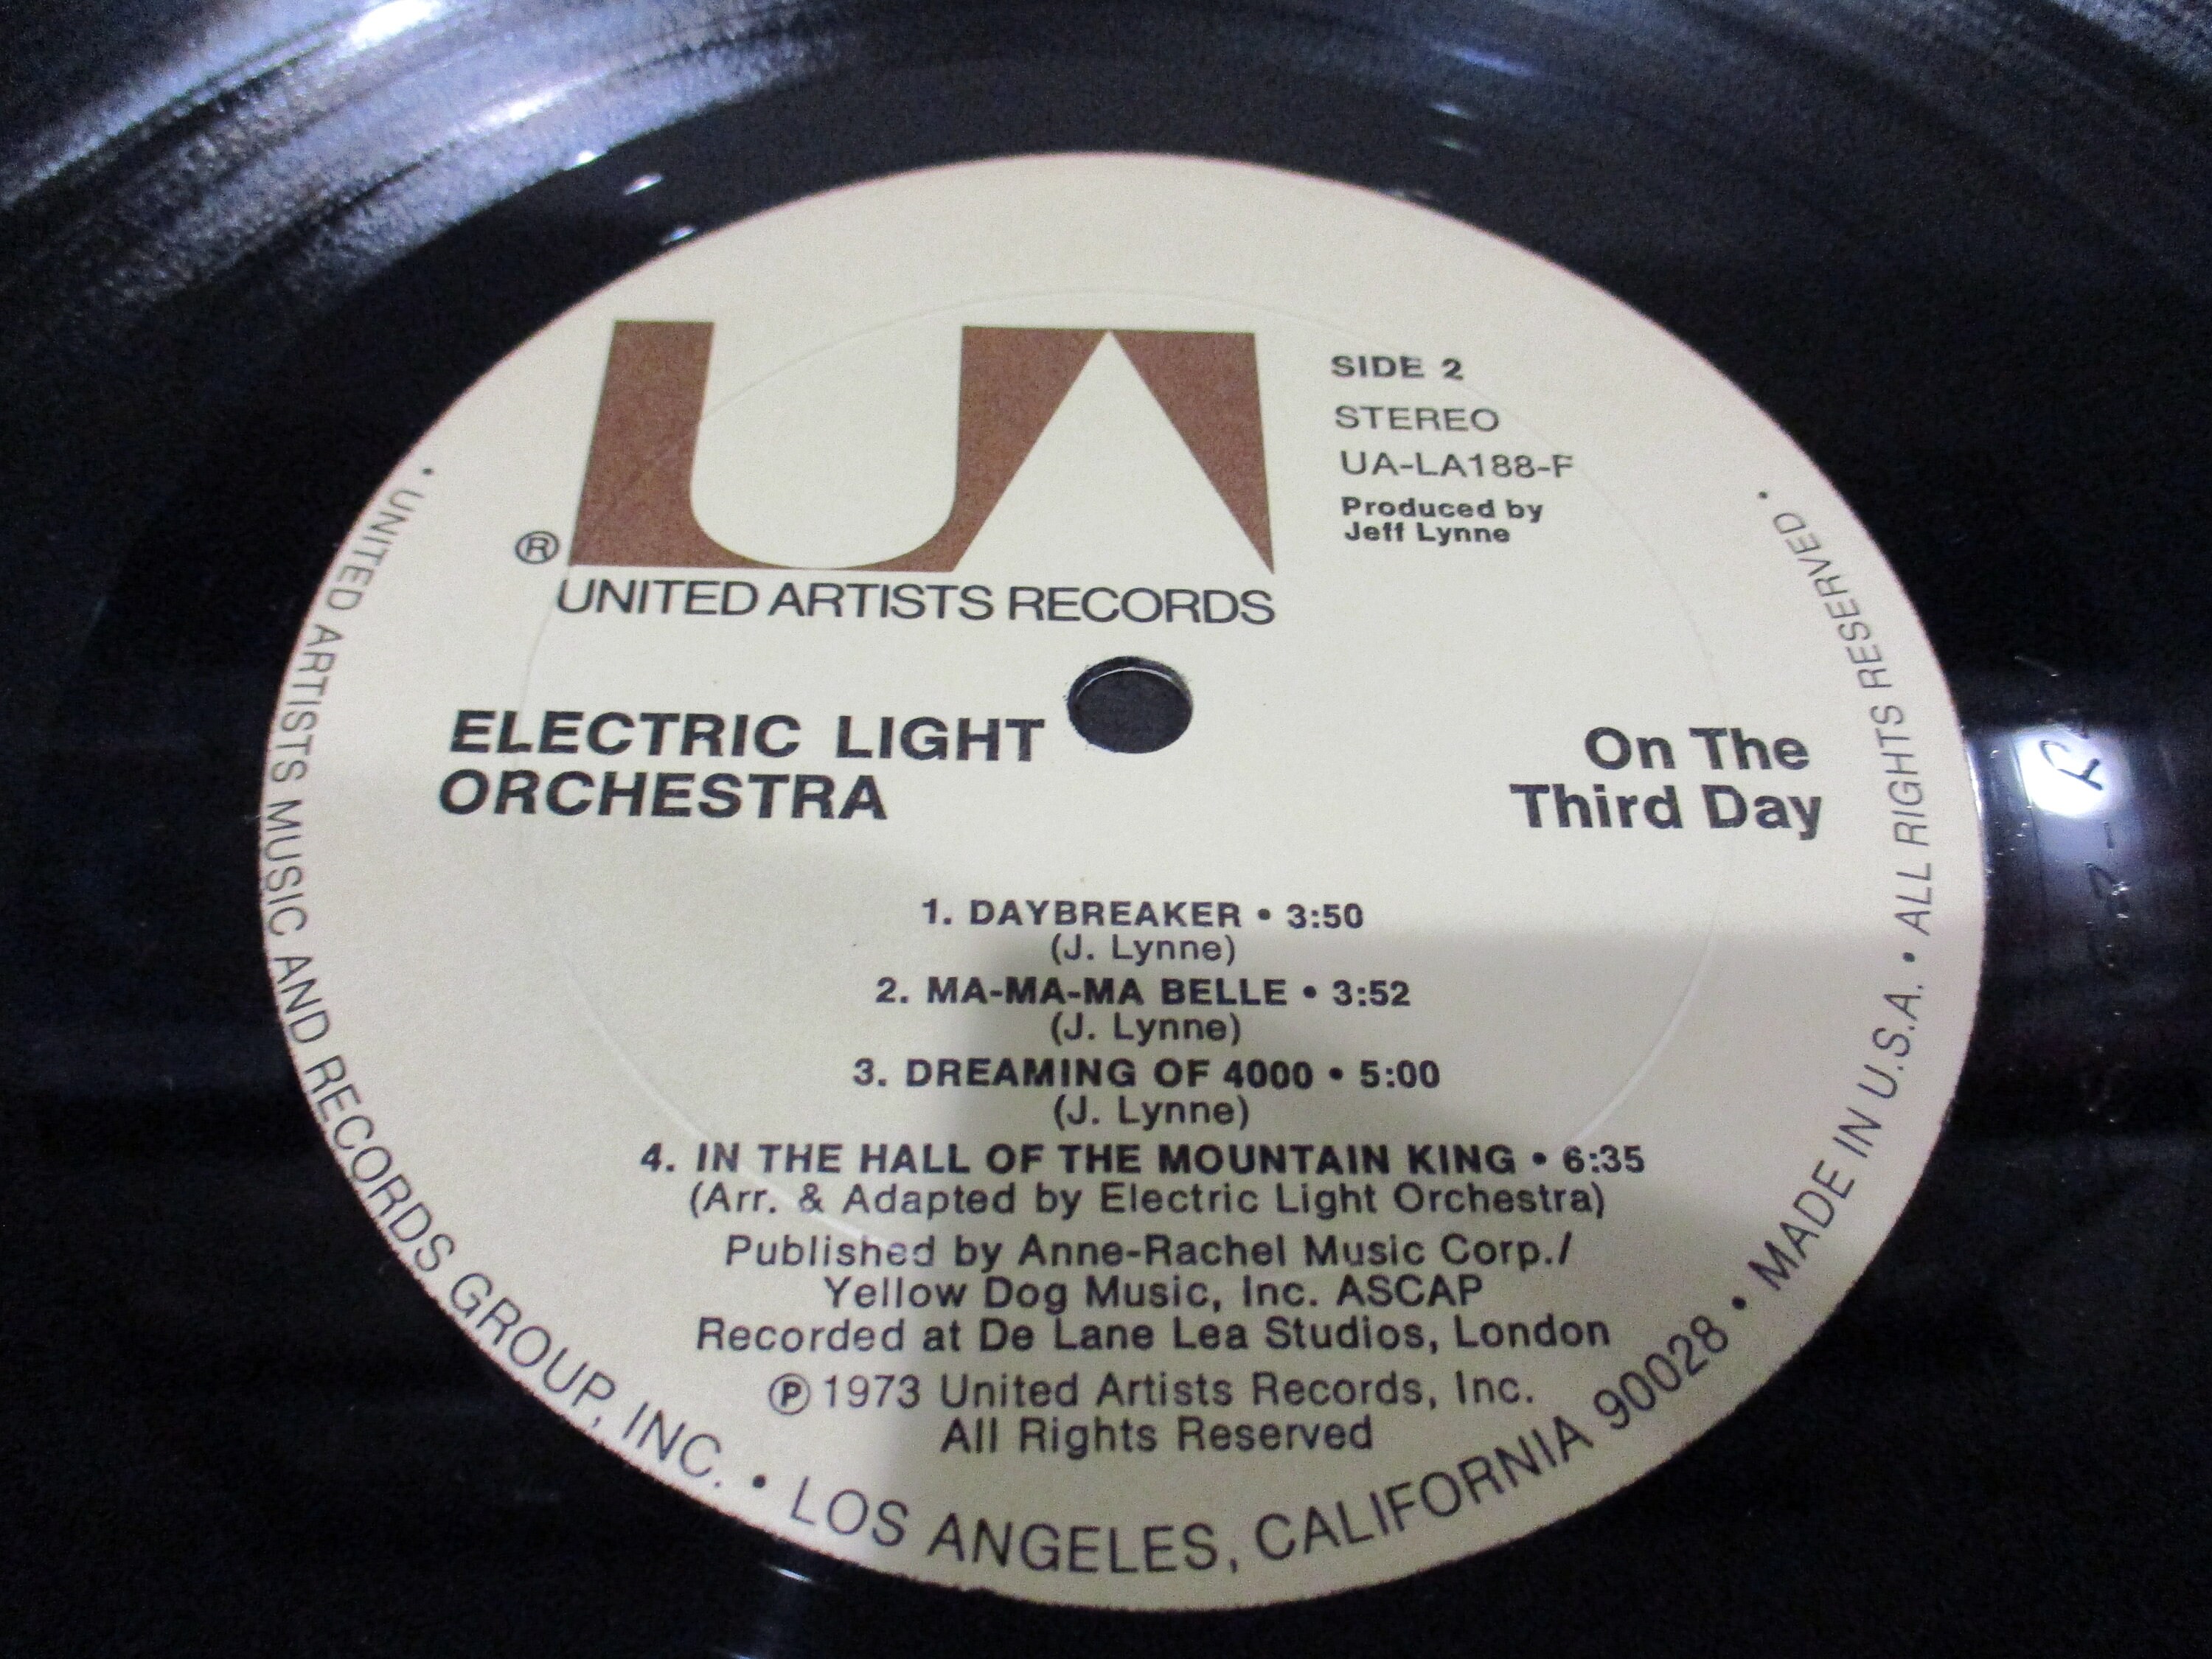 UA
®
UNITED ARTISTS RECORDS
SIDE 2
STEREO
UA-LA188-F
Produced by
Jeff Lynne
ELECTRIC LIGHT
ORCHESTRA
On The
Third Day
1. DAYBREAKER • 3:50
(J. Lynne)
2. MA-MA-MA BELLE • 3:52
(J. Lynne)
3. DREAMING OF 4000 • 5:00
(J. Lynne)
4. IN THE HALL OF THE MOUNTAIN KING • 6:35
(Arr. & Adapted by Electric Light Orchestra)
Published by Anne-Rachel Music Corp./
Yellow Dog Music, Inc. ASCAP
Recorded at De Lane Lea Studios, London
℗ 1973 United Artists Records, Inc.
All Rights Reserved
• UNITED ARTISTS MUSIC AND RECORDS GROUP, INC. • LOS ANGELES, CALIFORNIA 90028 • MADE IN U.S.A. • ALL RIGHTS RESERVED •